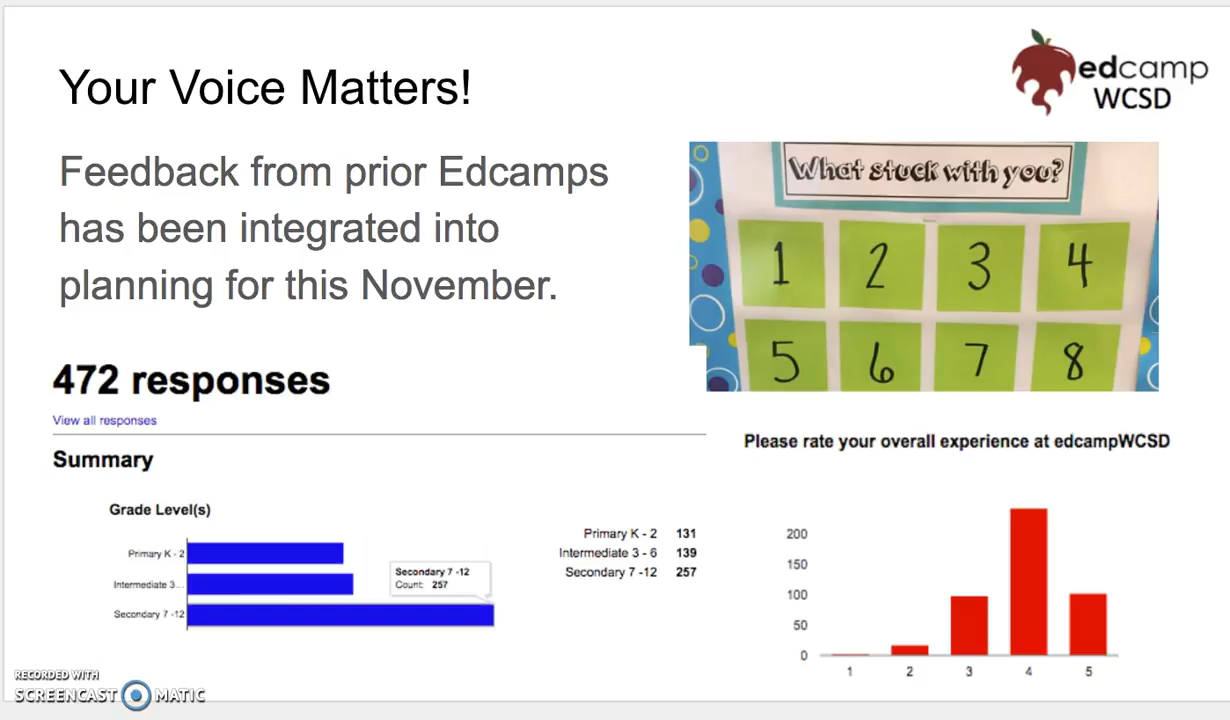 Your Voice Matters!
edcamp
WCSD
Feedback from prior Edcamps
has been integrated into
planning for this November.
What stuck with you?
1 2 3 4
5 6 7 8
472 responses
View all responses
Summary
Grade Level(s)
Primary K - 2
Intermediate 3...
Secondary 7 -12
Secondary 7 -12
Count: 257
Primary K - 2 131
Intermediate 3 - 6 139
Secondary 7 -12 257
Please rate your overall experience at edcampWCSD
200
150
100
50
0
1 2 3 4 5
RECORDED WITH
SCREENCAST MATIC